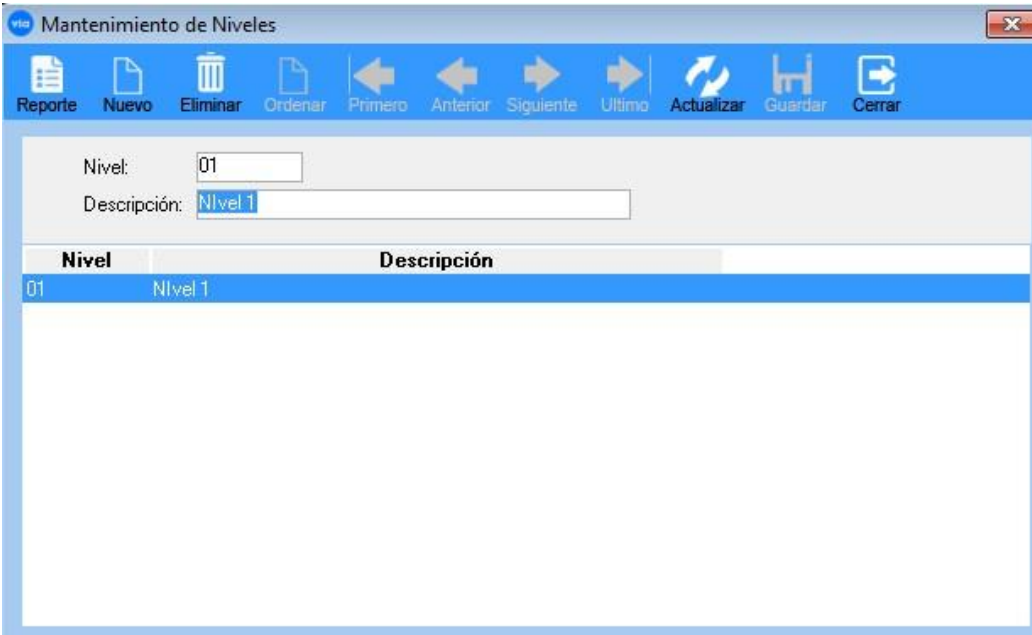 via Mantenimiento de Niveles
Reporte Nuevo Eliminar Ordenar Primero Anterior Siguiente Ultimo Actualizar Guardar Cerrar
Nivel: 01
Descripción: NIvel 1
Nivel Descripción
01 NIvel 1